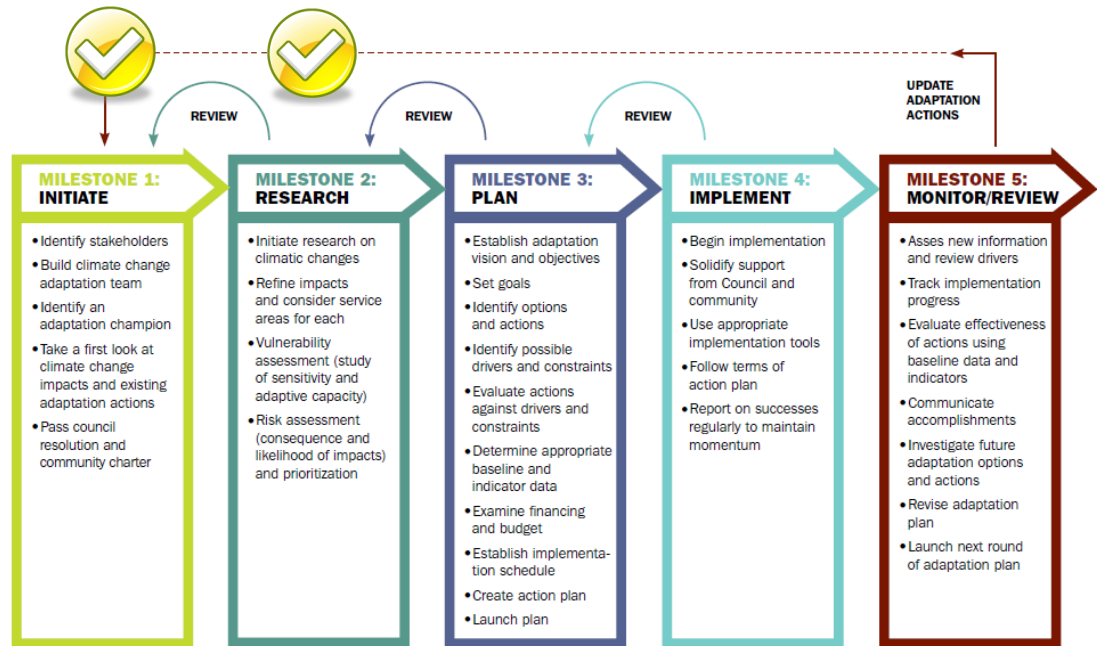 REVIEW
REVIEW
REVIEW
UPDATE
ADAPTATION
ACTIONS
MILESTONE 1:
INITIATE
• Identify stakeholders
• Build climate change
adaptation team
• Identify an
adaptation champion
• Take a first look at
climate change
impacts and existing
adaptation actions
• Pass council
resolution and
community charter
MILESTONE 2:
RESEARCH
• Initiate research on
climatic changes
• Refine impacts
and consider service
areas for each
• Vulnerability
assessment (study
of sensitivity and
adaptive capacity)
• Risk assessment
(consequence and
likelihood of impacts)
and prioritization
MILESTONE 3:
PLAN
• Establish adaptation
vision and objectives
• Set goals
• Identify options
and actions
• Identify possible
drivers and constraints
• Evaluate actions
against drivers and
constraints
• Determine appropriate
baseline and
indicator data
• Examine financing
and budget
• Establish implementa-
tion schedule
• Create action plan
• Launch plan
MILESTONE 4:
IMPLEMENT
• Begin implementation
• Solidify support
from Council and
community
• Use appropriate
implementation tools
• Follow terms of
action plan
• Report on successes
regularly to maintain
momentum
MILESTONE 5:
MONITOR/REVIEW
• Asses new information
and review drivers
• Track implementation
progress
• Evaluate effectiveness
of actions using
baseline data and
indicators
• Communicate
accomplishments
• Investigate future
adaptation options
and actions
• Revise adaptation
plan
• Launch next round
of adaptation plan